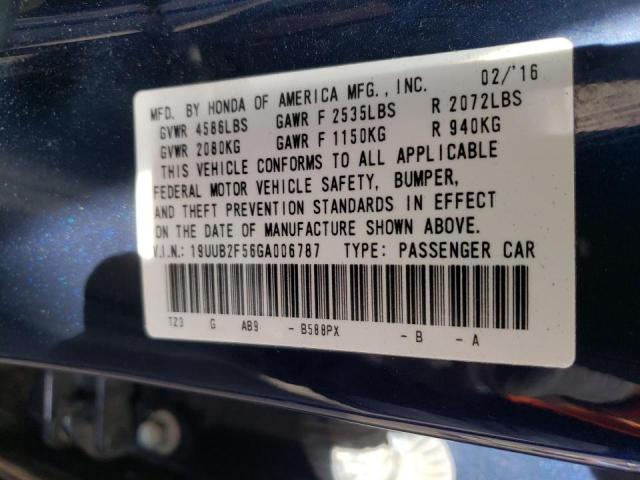 MFD. BY HONDA OF AMERICA MFG., INC. 02/'16
GVWR 4586LBS GAWR F 2535LBS R 2072LBS
GVWR 2080KG GAWR F 1150KG R 940KG
THIS VEHICLE CONFORMS TO ALL APPLICABLE
FEDERAL MOTOR VEHICLE SAFETY, BUMPER,
AND THEFT PREVENTION STANDARDS IN EFFECT
ON THE DATE OF MANUFACTURE SHOWN ABOVE.
V.I.N.: 19UUB2F56GA006787 TYPE: PASSENGER CAR
TZ3 G AB9 - B588PX - B - A